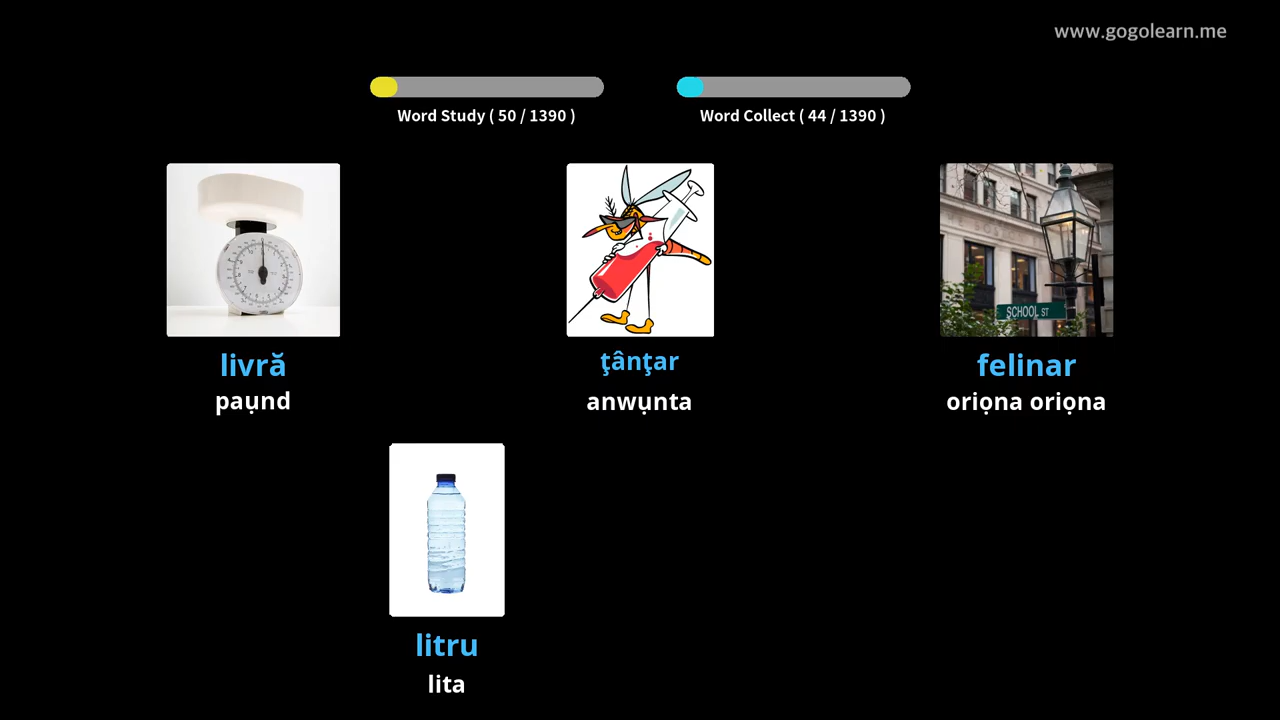 www.gogolearn.me
Word Study ( 50 / 1390 )
Word Collect ( 44 / 1390 )
SCHOOL ST
livră
paụnd
ţânţar
anwụnta
felinar
oriọna oriọna
litru
lita